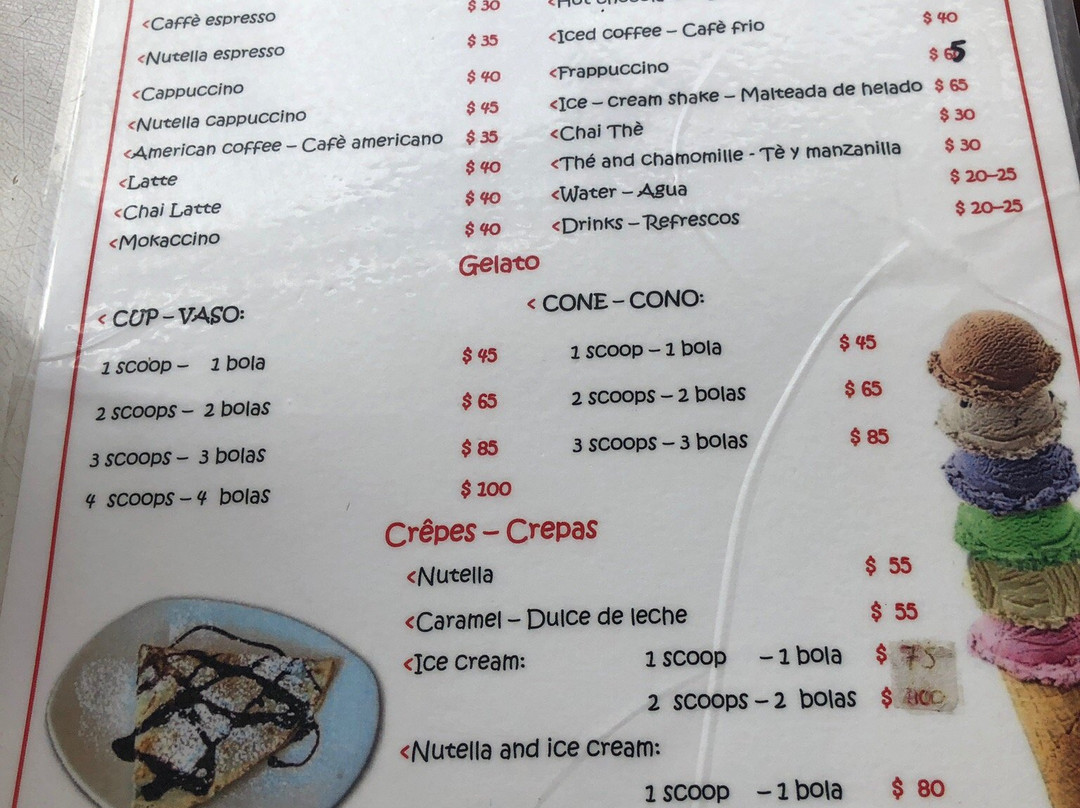 <Caffè espresso $ 30
<Nutella espresso $ 35
<Cappuccino $ 40
<Nutella cappuccino $ 45
<American coffee – Cafè americano $ 35
<Latte $ 40
<Chai Latte $ 40
<Mokaccino $ 40
<Hot
<Iced coffee – Cafè frio $ 40
<Frappuccino $ 65
<Ice – cream shake – Malteada de helado $ 65
<Chai Thè $ 30
<Thé and chamomille - Tè y manzanilla $ 30
<Water – Agua $ 20–25
<Drinks – Refrescos $ 20–25
Gelato
< CUP – VASO:
1 scoop – 1 bola $ 45
2 scoops – 2 bolas $ 65
3 scoops – 3 bolas $ 85
4 scoops – 4 bolas $ 100
< CONE – CONO:
1 scoop – 1 bola $ 45
2 scoops – 2 bolas $ 65
3 scoops – 3 bolas $ 85
Crêpes – Crepas
<Nutella $ 55
<Caramel – Dulce de leche $ 55
<Ice cream: 1 scoop – 1 bola $ 75
2 scoops – 2 bolas $ 100
<Nutella and ice cream:
1 scoop – 1 bola $ 80